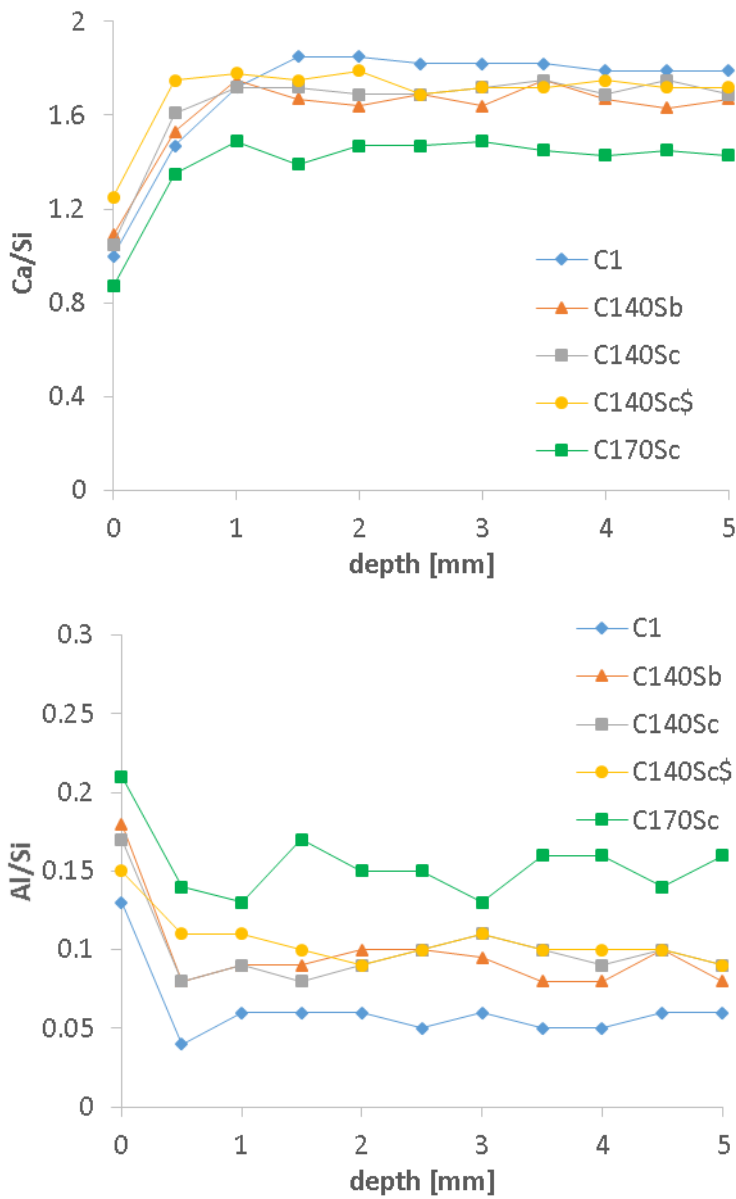 2
1.6
1.2
0.8
0.4
0
Ca/Si
C1
C140Sb
C140Sc
C140Sc$
C170Sc
0 1 2 3 4 5
depth [mm]
0.3
0.25
0.2
0.15
0.1
0.05
0
Al/Si
C1
C140Sb
C140Sc
C140Sc$
C170Sc
0 1 2 3 4 5
depth [mm]